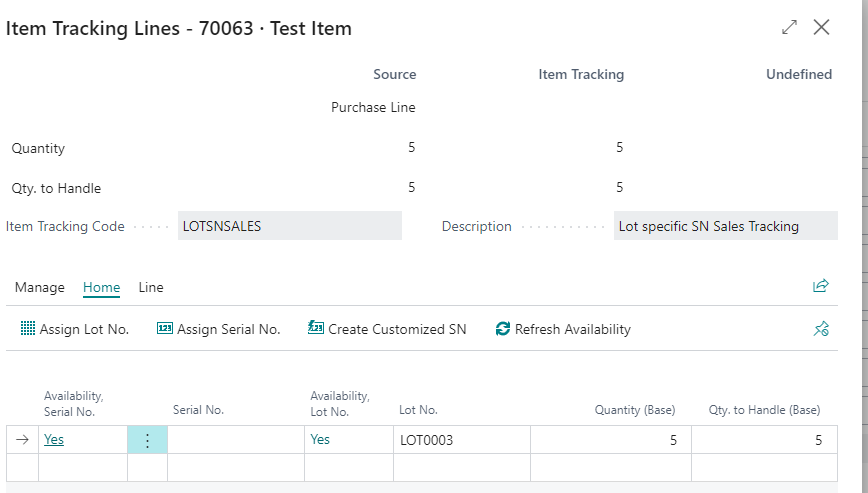 Item Tracking Lines - 70063 · Test Item
Source Item Tracking Undefined
Purchase Line
Quantity 5 5
Qty. to Handle 5 5
Item Tracking Code LOTSNSALES Description Lot specific SN Sales Tracking
Manage Home Line
Assign Lot No. Assign Serial No. Create Customized SN Refresh Availability
Availability, Serial No. Serial No. Availability, Lot No. Lot No. Quantity (Base) Qty. to Handle (Base)
Yes Yes LOT0003 5 5